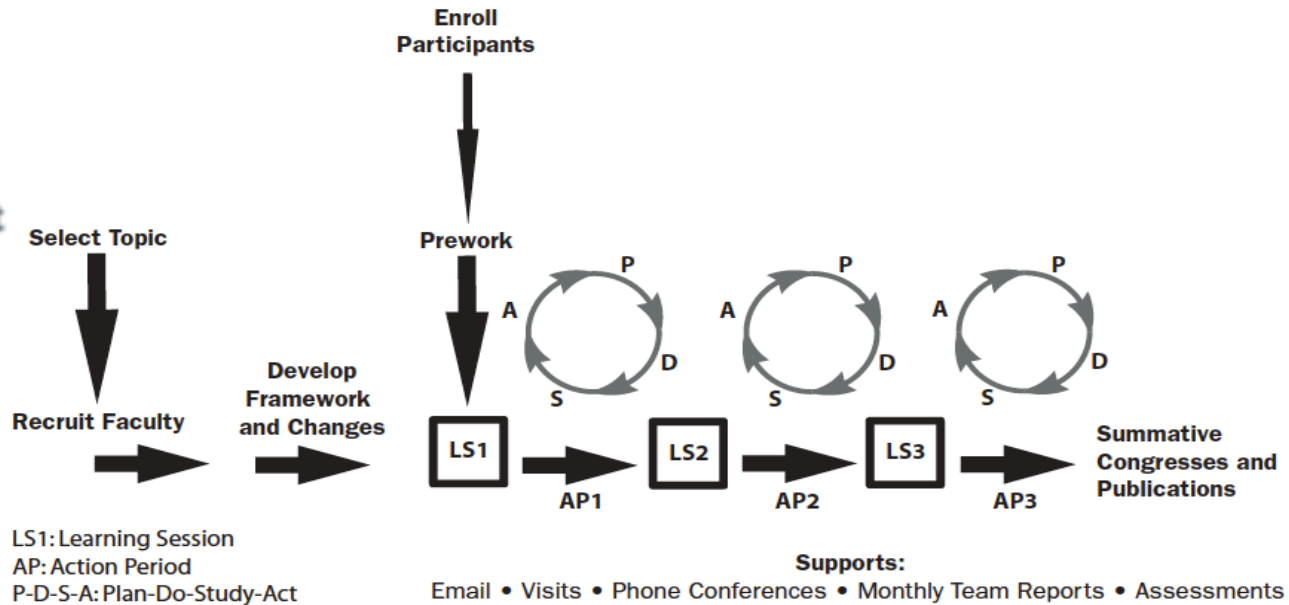 Enroll
Participants
Select Topic
Prework
P
A
D
S
P
A
D
S
P
A
D
S
Recruit Faculty
Develop
Framework
and Changes
LS1
AP1
LS2
AP2
LS3
AP3
Summative
Congresses and
Publications
LS1: Learning Session
AP: Action Period
P-D-S-A: Plan-Do-Study-Act
Supports:
Email • Visits • Phone Conferences • Monthly Team Reports • Assessments